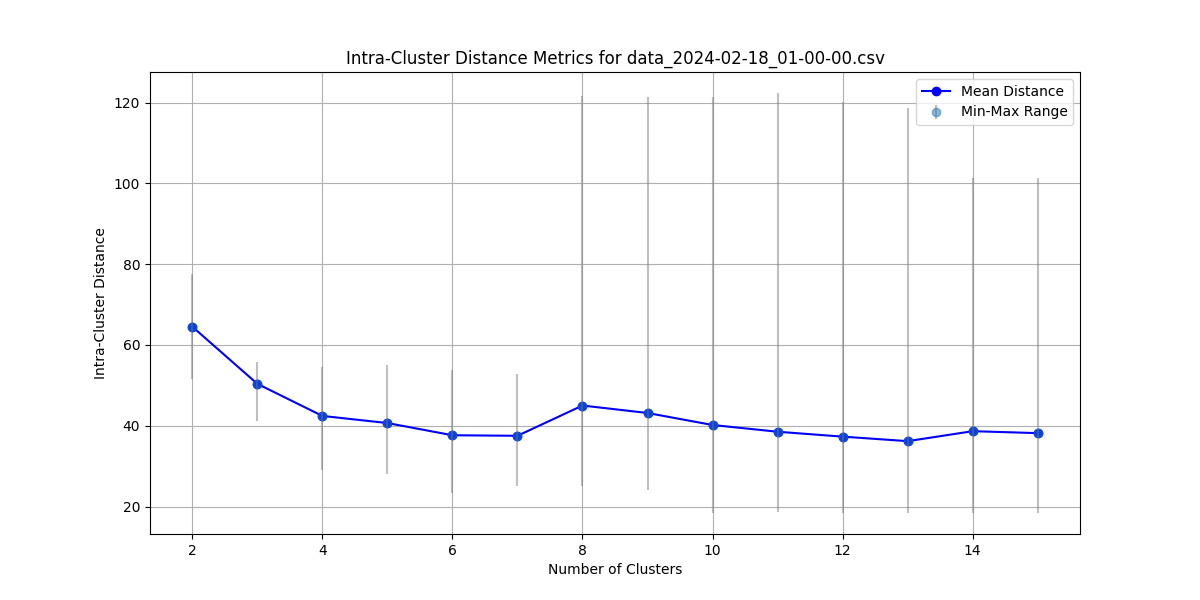 Intra-Cluster Distance Metrics for data_2024-02-18_01-00-00.csv
Mean Distance
Min-Max Range
Intra-Cluster Distance
120
100
80
60
40
20
2 4 6 8 10 12 14
Number of Clusters